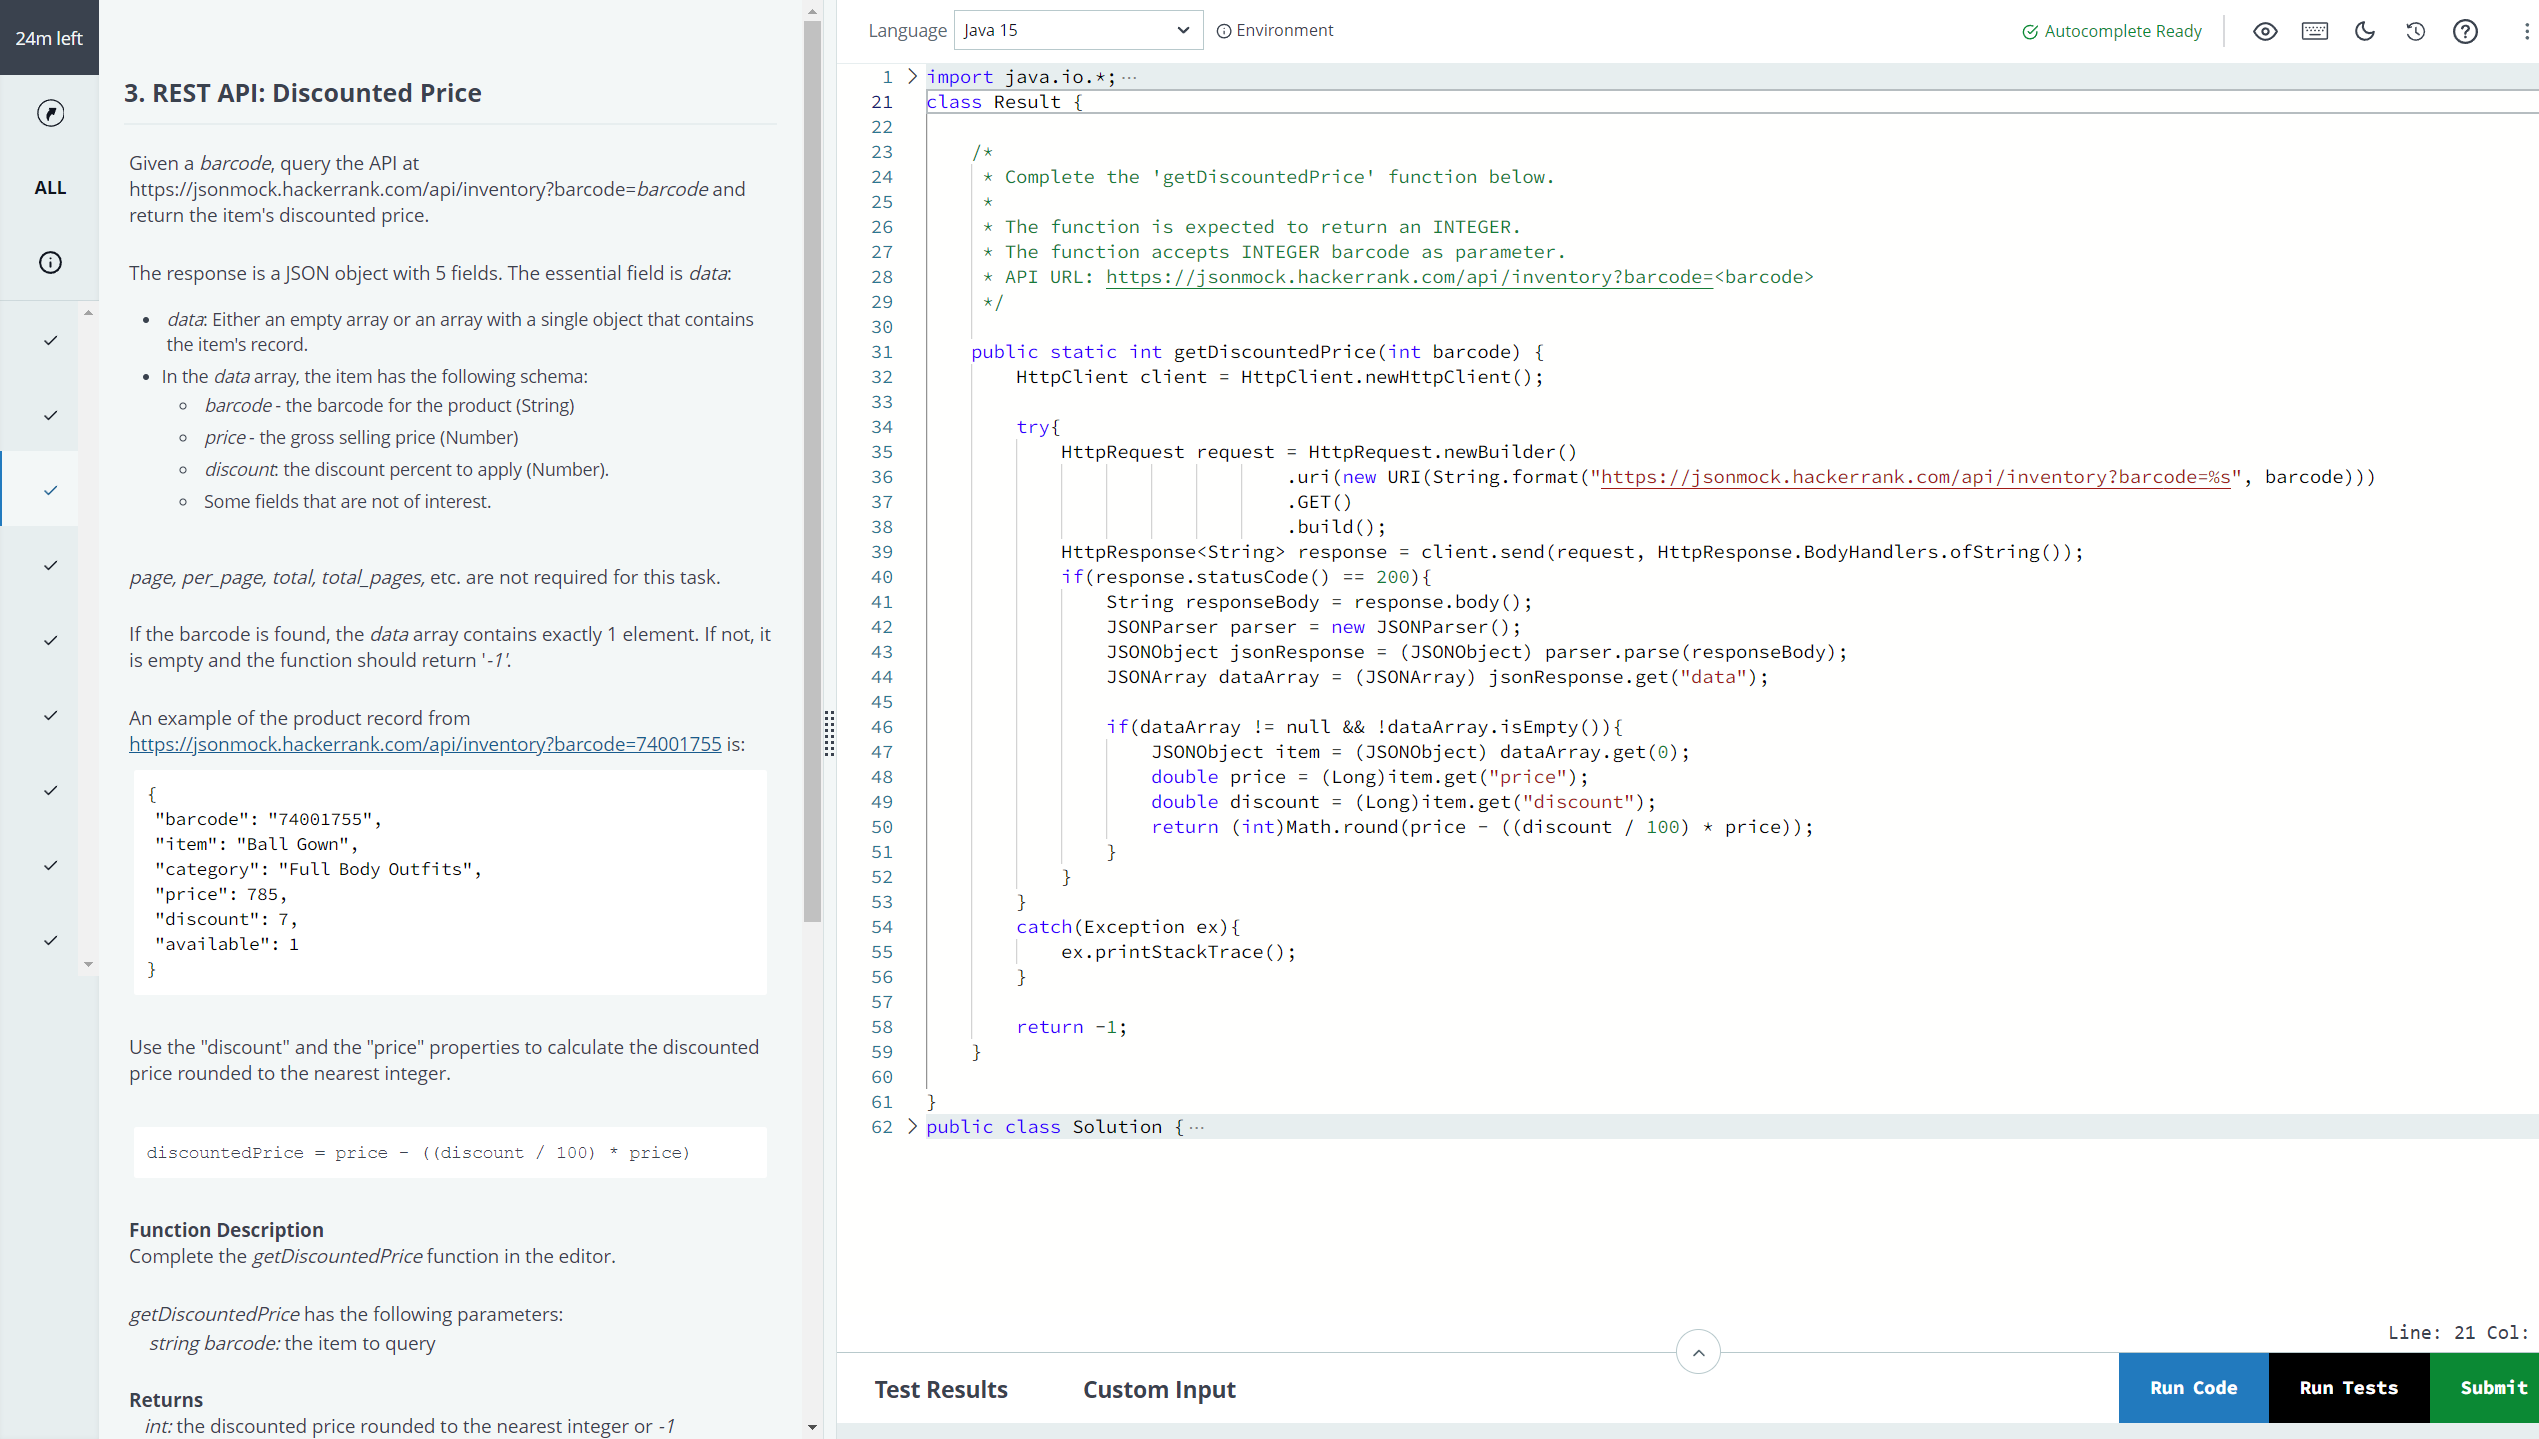 24m left
ALL
3. REST API: Discounted Price
Given a barcode, query the API at
https://jsonmock.hackerrank.com/api/inventory?barcode=barcode and
return the item's discounted price.
The response is a JSON object with 5 fields. The essential field is data:
• data: Either an empty array or an array with a single object that contains
the item's record.
• In the data array, the item has the following schema:
○ barcode - the barcode for the product (String)
○ price - the gross selling price (Number)
○ discount: the discount percent to apply (Number).
○ Some fields that are not of interest.
page, per_page, total, total_pages, etc. are not required for this task.
If the barcode is found, the data array contains exactly 1 element. If not, it
is empty and the function should return '-1'.
An example of the product record from
https://jsonmock.hackerrank.com/api/inventory?barcode=74001755 is:
{
"barcode": "74001755",
"item": "Ball Gown",
"category": "Full Body Outfits",
"price": 785,
"discount": 7,
"available": 1
}
Use the "discount" and the "price" properties to calculate the discounted
price rounded to the nearest integer.
discountedPrice = price - ((discount / 100) * price)
Function Description
Complete the getDiscountedPrice function in the editor.
getDiscountedPrice has the following parameters:
string barcode: the item to query
Returns
int: the discounted price rounded to the nearest integer or -1
Language Java 15 Environment Autocomplete Ready
1 import java.io.*; ...
21 class Result {
22
23 /*
24 * Complete the 'getDiscountedPrice' function below.
25 *
26 * The function is expected to return an INTEGER.
27 * The function accepts INTEGER barcode as parameter.
28 * API URL: https://jsonmock.hackerrank.com/api/inventory?barcode=<barcode>
29 */
30
31 public static int getDiscountedPrice(int barcode) {
32 HttpClient client = HttpClient.newHttpClient();
33
34 try{
35 HttpRequest request = HttpRequest.newBuilder()
36 .uri(new URI(String.format("https://jsonmock.hackerrank.com/api/inventory?barcode=%s", barcode)))
37 .GET()
38 .build();
39 HttpResponse<String> response = client.send(request, HttpResponse.BodyHandlers.ofString());
40 if(response.statusCode() == 200){
41 String responseBody = response.body();
42 JSONParser parser = new JSONParser();
43 JSONObject jsonResponse = (JSONObject) parser.parse(responseBody);
44 JSONArray dataArray = (JSONArray) jsonResponse.get("data");
45
46 if(dataArray != null && !dataArray.isEmpty()){
47 JSONObject item = (JSONObject) dataArray.get(0);
48 double price = (Long)item.get("price");
49 double discount = (Long)item.get("discount");
50 return (int)Math.round(price - ((discount / 100) * price));
51 }
52 }
53 }
54 catch(Exception ex){
55 ex.printStackTrace();
56 }
57
58 return -1;
59 }
60
61 }
62 public class Solution { ...
Line: 21 Col:
Test Results Custom Input Run Code Run Tests Submit